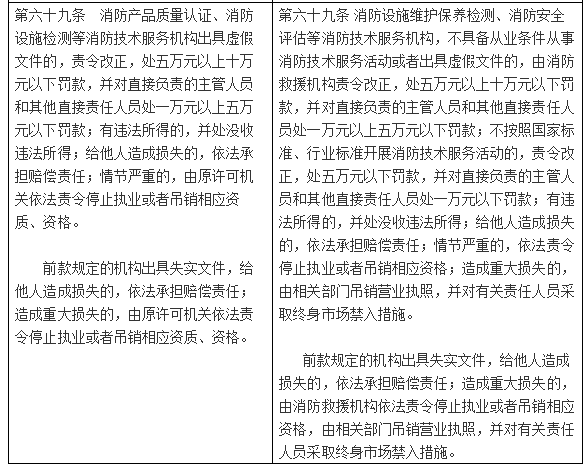 第六十九条　消防产品质量认证、消防
设施检测等消防技术服务机构出具虚假
文件的，责令改正，处五万元以上十万
元以下罚款，并对直接负责的主管人员
和其他直接责任人员处一万元以上五万
元以下罚款；有违法所得的，并处没收
违法所得；给他人造成损失的，依法承
担赔偿责任；情节严重的，由原许可机
关依法责令停止执业或者吊销相应资
质、资格。
前款规定的机构出具失实文件，给
他人造成损失的，依法承担赔偿责任；
造成重大损失的，由原许可机关依法责
令停止执业或者吊销相应资质、资格。
第六十九条 消防设施维护保养检测、消防安全
评估等消防技术服务机构，不具备从业条件从事
消防技术服务活动或者出具虚假文件的，由消防
救援机构责令改正，处五万元以上十万元以下罚
款，并对直接负责的主管人员和其他直接责任人
员处一万元以上五万元以下罚款；不按照国家标
准、行业标准开展消防技术服务活动的，责令改
正，处五万元以下罚款，并对直接负责的主管人
员和其他直接责任人员处一万元以下罚款；有违
法所得的，并处没收违法所得；给他人造成损失
的，依法承担赔偿责任；情节严重的，依法责令
停止执业或者吊销相应资格；造成重大损失的，
由相关部门吊销营业执照，并对有关责任人员采
取终身市场禁入措施。
前款规定的机构出具失实文件，给他人造成
损失的，依法承担赔偿责任；造成重大损失的，
由消防救援机构依法责令停止执业或者吊销相应
资格，由相关部门吊销营业执照，并对有关责任
人员采取终身市场禁入措施。